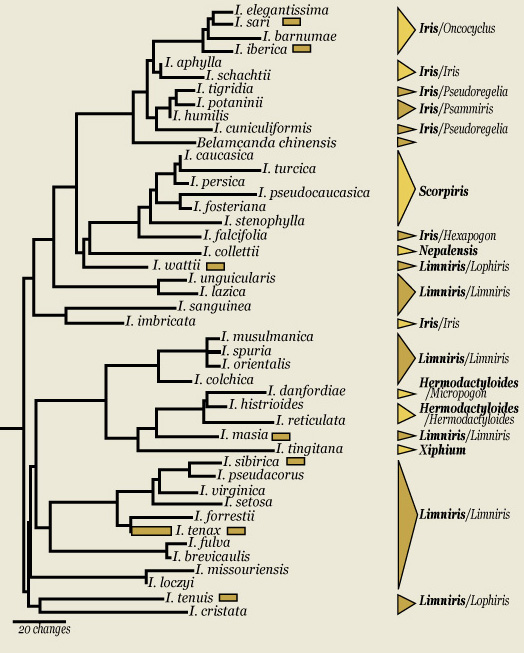 I. elegantissima
I. sari
Iris/Oncocyclus
I. barnumae
I. iberica
I. aphylla
Iris/Iris
I. schachtii
I. tigridia
Iris/Pseudoregelia
I. potaninii
Iris/Psammiris
I. humilis
I. cuniculiformis
Iris/Pseudoregelia
Belamcanda chinensis
I. caucasica
I. turcica
I. persica
Scorpiris
I. pseudocaucasica
I. fosteriana
I. stenophylla
I. falcifolia
Iris/Hexapogon
I. collettii
Nepalensis
I. wattii
Limniris/Lophiris
I. unguicularis
I. lazica
Limniris/Limniris
I. sanguinea
I. imbricata
Iris/Iris
I. musulmanica
I. spuria
Limniris/Limniris
I. orientalis
I. colchica
Hermodactyloides
/Micropogon
I. danfordiae
I. histrioides
Hermodactyloides
/Hermodactyloides
I. reticulata
I. masia
Limniris/Limniris
I. tingitana
Xiphium
I. sibirica
I. pseudacorus
I. virginica
I. setosa
I. forrestii
Limniris/Limniris
I. tenax
I. fulva
I. brevicaulis
I. missouriensis
I. loczyi
I. tenuis
Limniris/Lophiris
I. cristata
20 changes